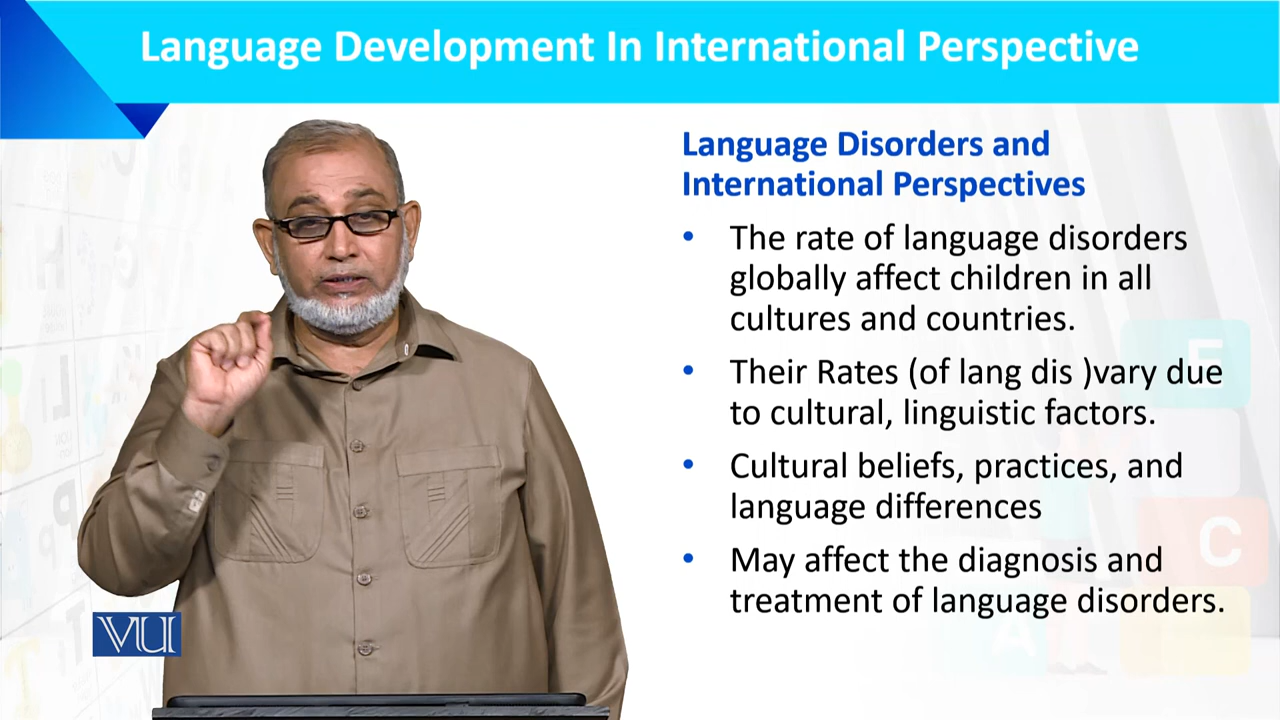 Language Development In International Perspective
Language Disorders and
International Perspectives
• The rate of language disorders
globally affect children in all
cultures and countries.
• Their Rates (of lang dis )vary due
to cultural, linguistic factors.
• Cultural beliefs, practices, and
language differences
• May affect the diagnosis and
treatment of language disorders.
VU
E
C
A